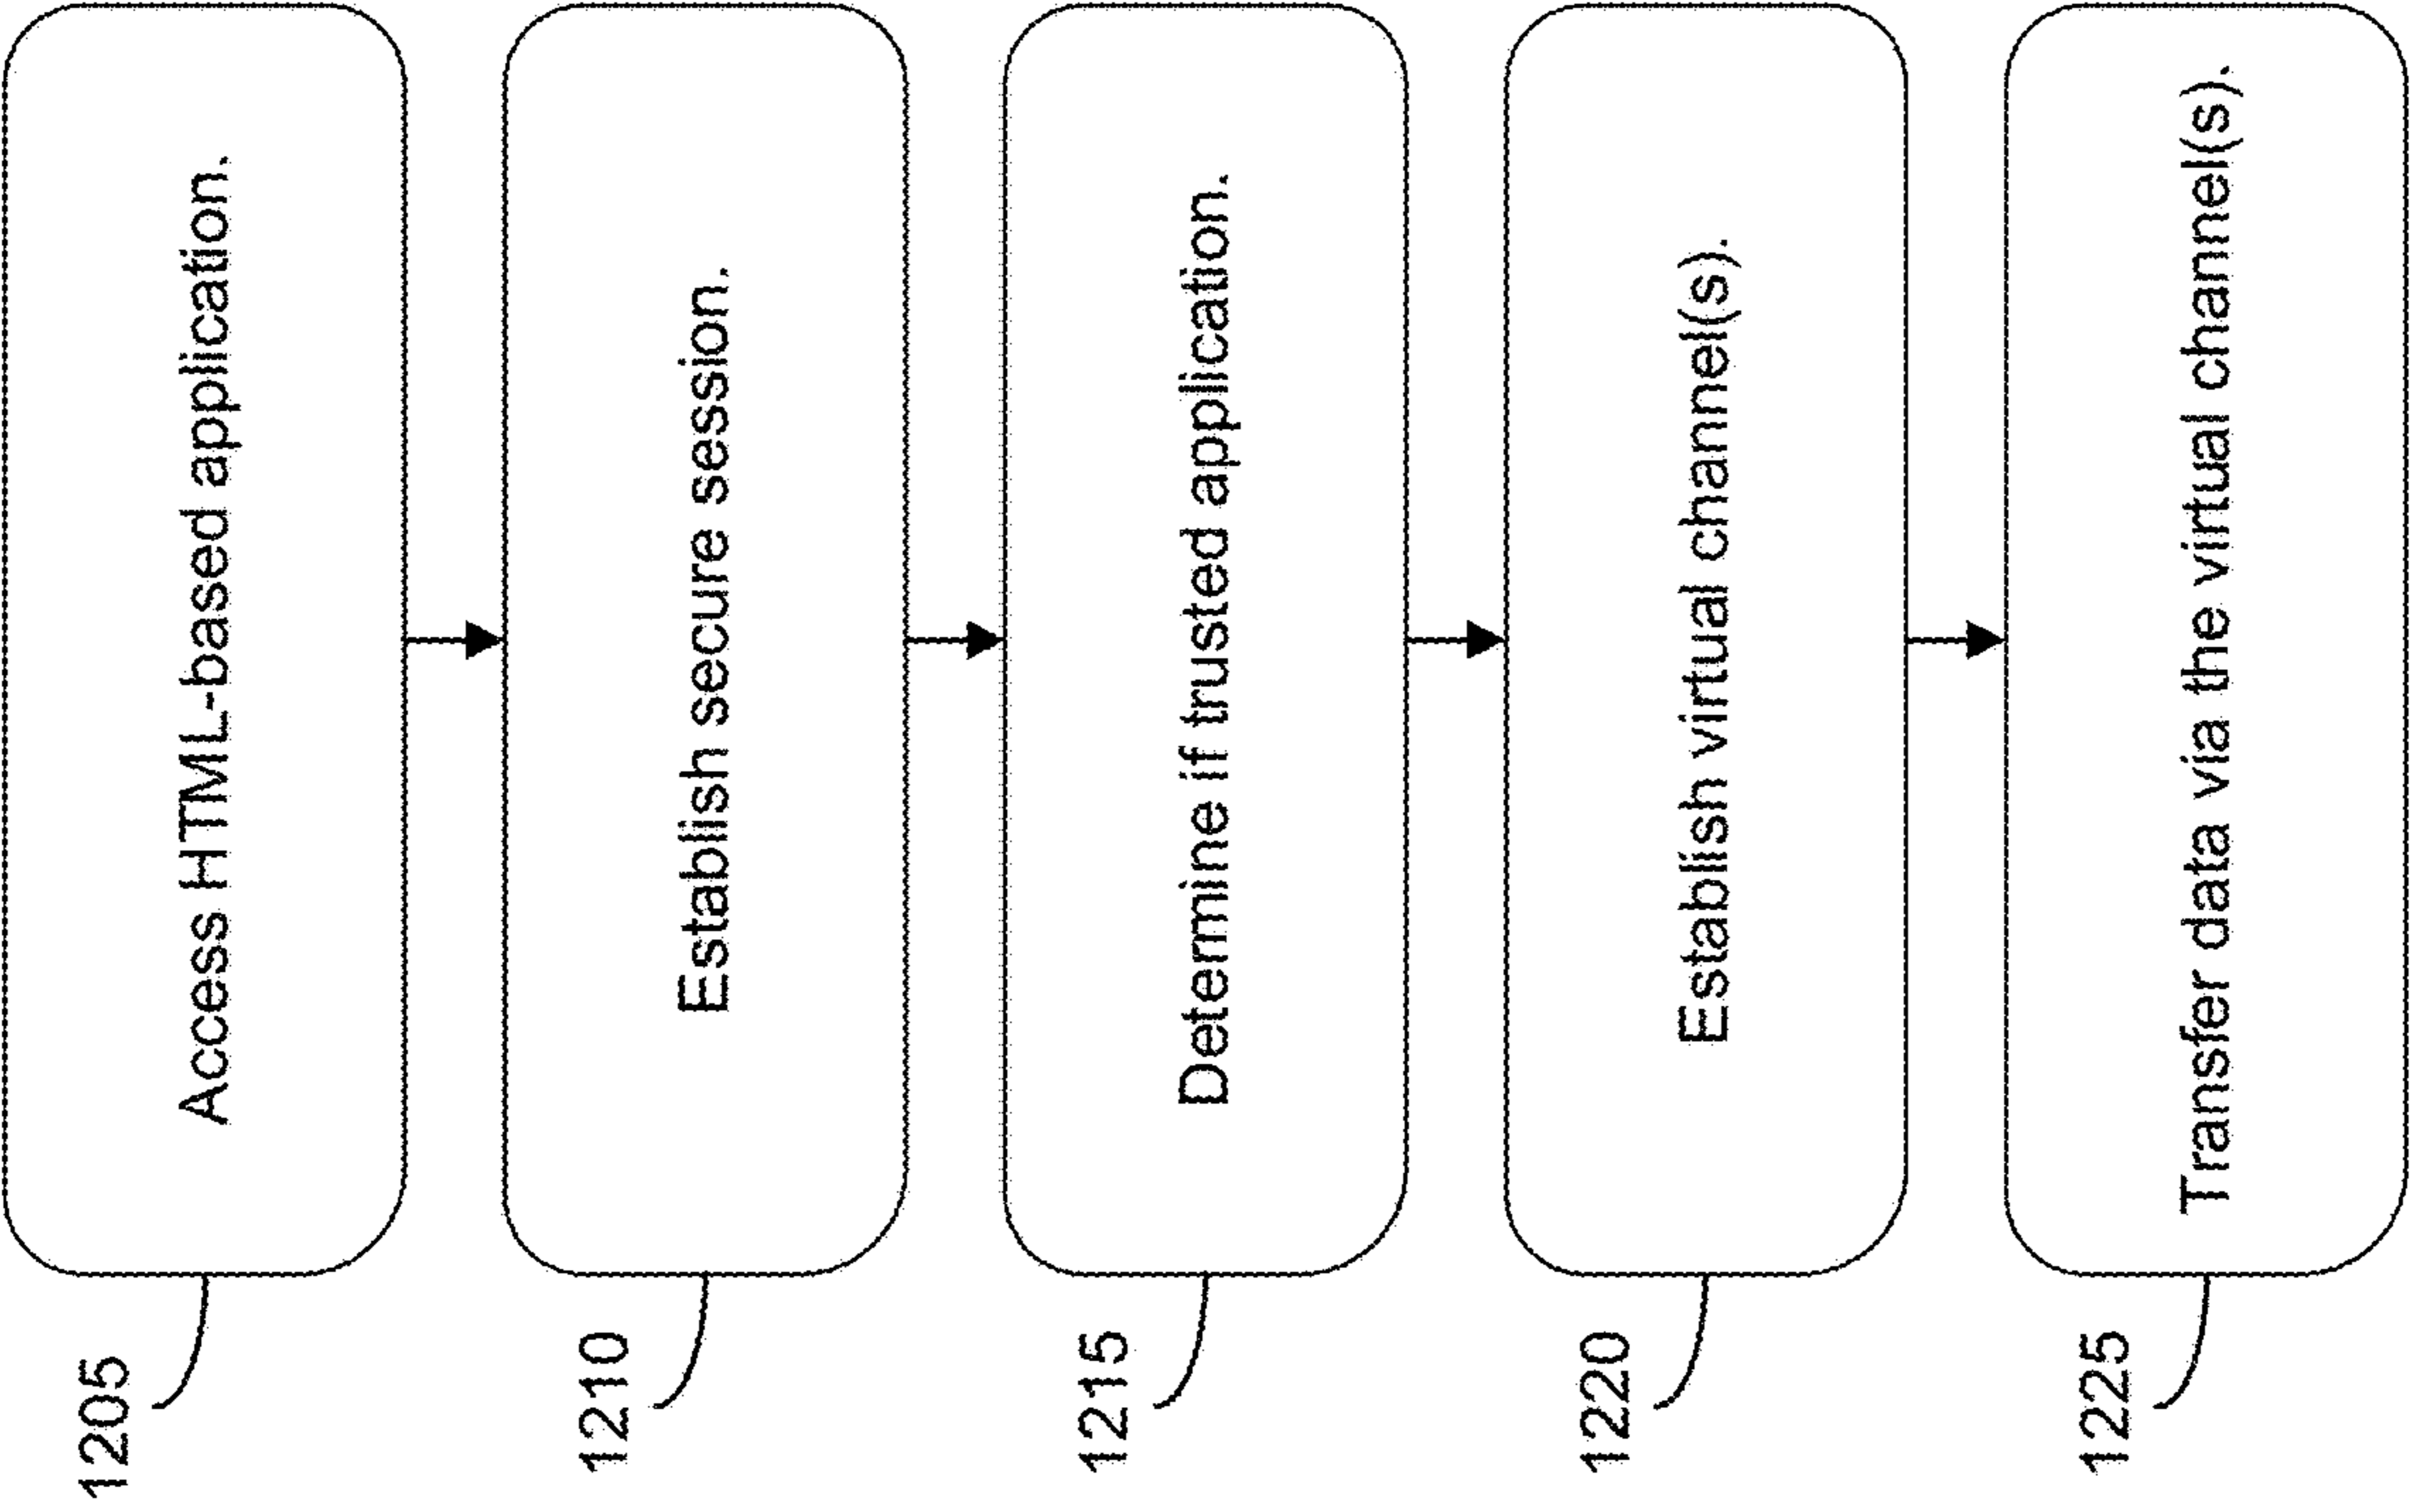 1205
Access HTML-based application.
1210
Establish secure session.
1215
Determine if trusted application.
1220
Establish virtual channel(s).
1225
Transfer data via the virtual channel(s).